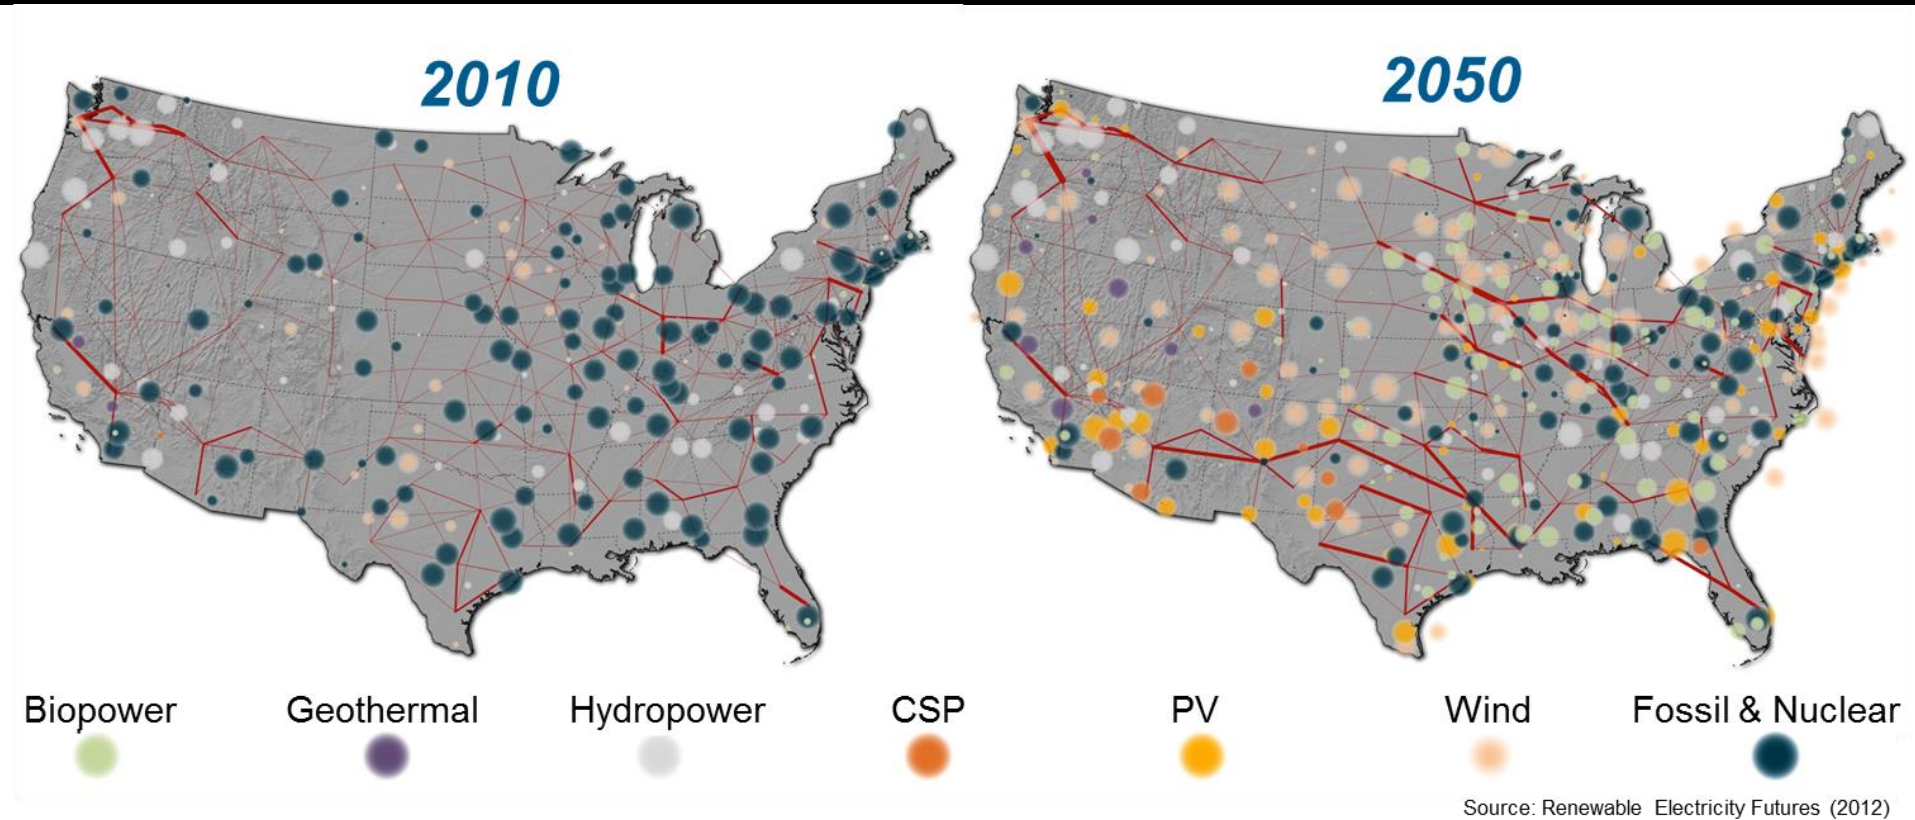 2010
2050
Biopower
Geothermal
Hydropower
CSP
PV
Wind
Fossil & Nuclear
Source: Renewable Electricity Futures (2012)